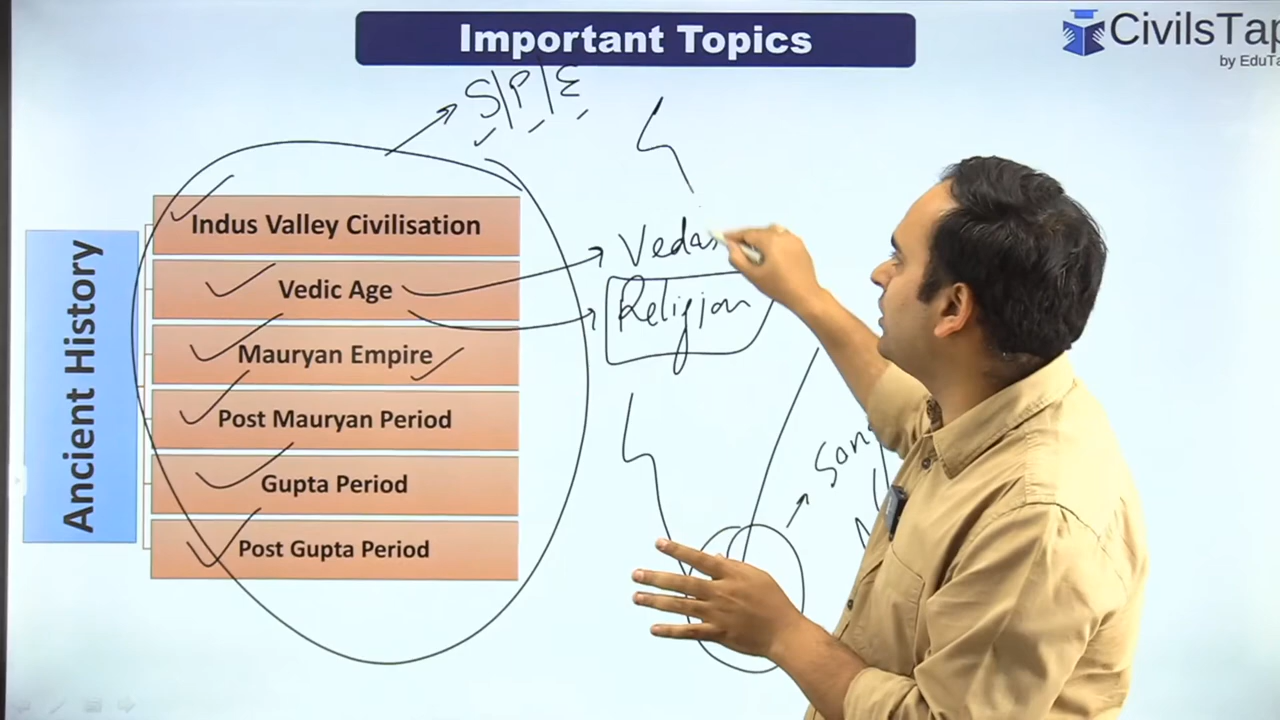 Important Topics
CivilsTap
by EduTa
S/P/E
Ancient History
Indus Valley Civilisation
Vedic Age
Mauryan Empire
Post Mauryan Period
Gupta Period
Post Gupta Period
Vedas
Religion